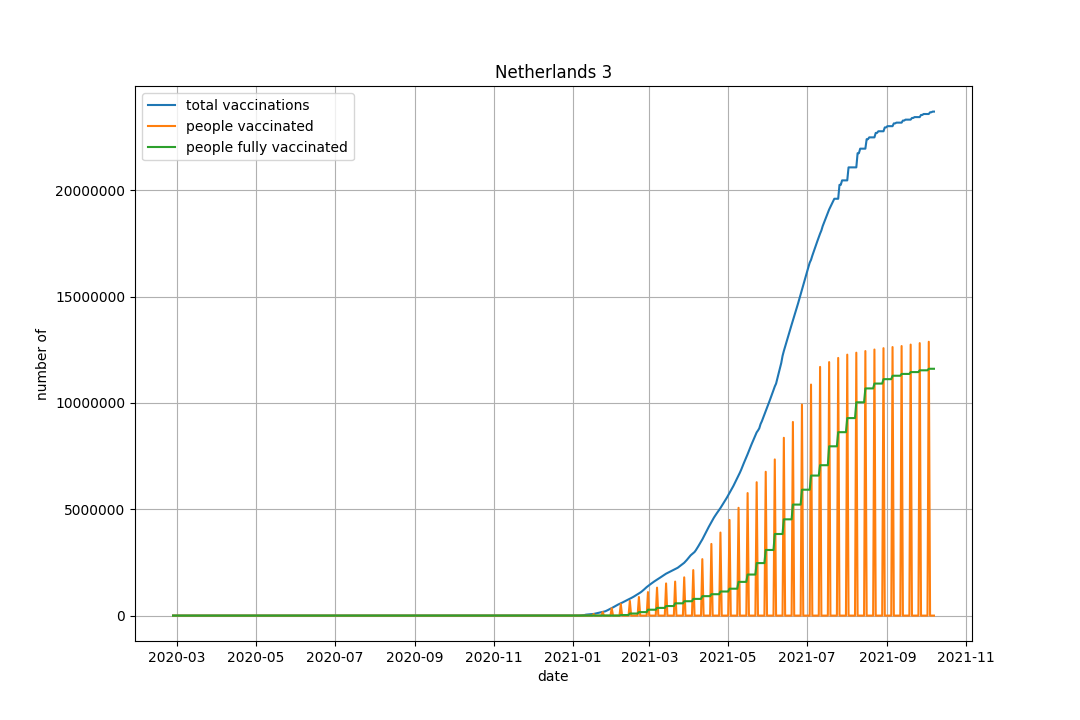 Netherlands 3
total vaccinations
people vaccinated
people fully vaccinated
number of
20000000
15000000
10000000
5000000
0
2020-03 2020-05 2020-07 2020-09 2020-11 2021-01 2021-03 2021-05 2021-07 2021-09 2021-11
date